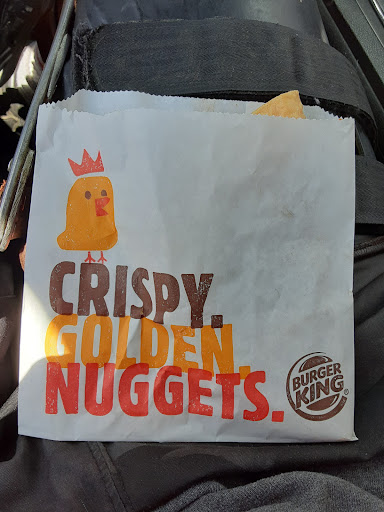 CRISPY.
GOLDEN.
NUGGETS.
BURGER
KING
®